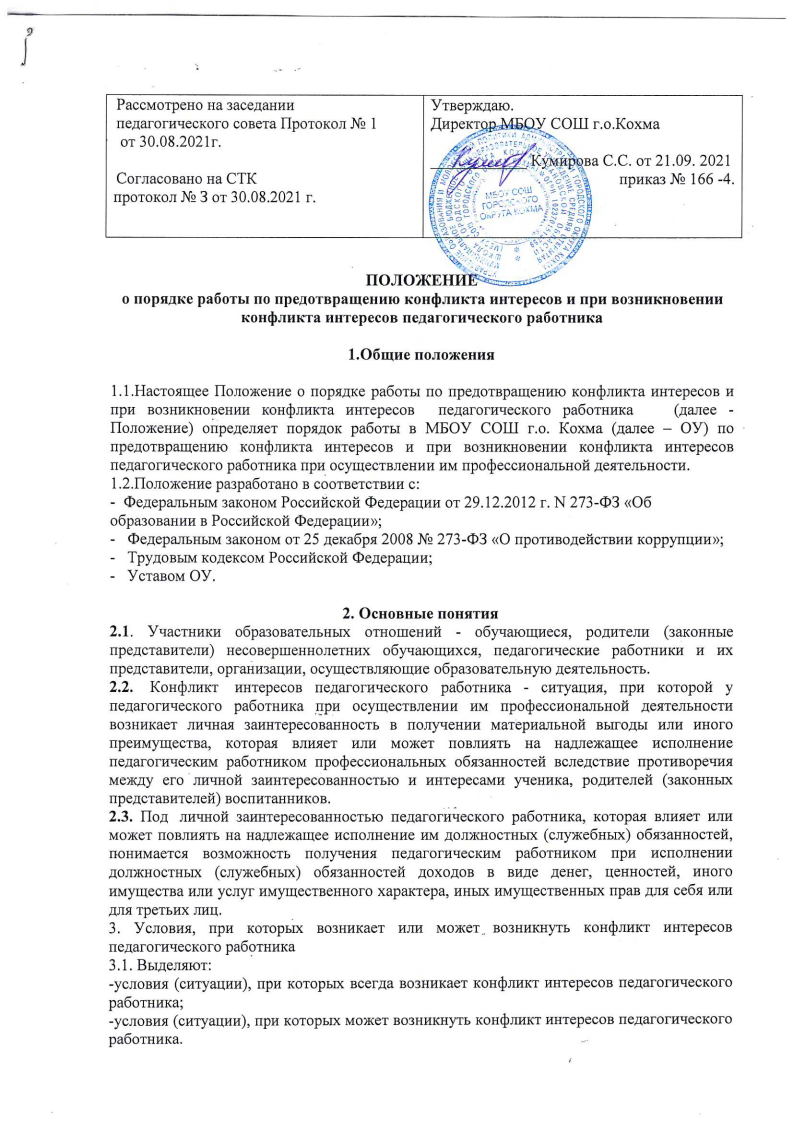 Рассмотрено на заседании
педагогического совета Протокол № 1
от 30.08.2021г.
Согласовано на СТК
протокол № 3 от 30.08.2021 г.
Утверждаю.
Директор МБОУ СОШ г.о.Кохма
Кумирова С.С. от 21.09. 2021
приказ № 166 -4.
МБОУ СОШ
ГОРОДСКОГО
ОКРУГА КОХМА
ПОЛОЖЕНИЕ
о порядке работы по предотвращению конфликта интересов и при возникновении
конфликта интересов педагогического работника
1.Общие положения
1.1.Настоящее Положение о порядке работы по предотвращению конфликта интересов и
при возникновении конфликта интересов педагогического работника (далее -
Положение) определяет порядок работы в МБОУ СОШ г.о. Кохма (далее – ОУ) по
предотвращению конфликта интересов и при возникновении конфликта интересов
педагогического работника при осуществлении им профессиональной деятельности.
1.2.Положение разработано в соответствии с:
- Федеральным законом Российской Федерации от 29.12.2012 г. N 273-ФЗ «Об
образовании в Российской Федерации»;
- Федеральным законом от 25 декабря 2008 № 273-ФЗ «О противодействии коррупции»;
- Трудовым кодексом Российской Федерации;
- Уставом ОУ.
2. Основные понятия
2.1. Участники образовательных отношений - обучающиеся, родители (законные
представители) несовершеннолетних обучающихся, педагогические работники и их
представители, организации, осуществляющие образовательную деятельность.
2.2. Конфликт интересов педагогического работника - ситуация, при которой у
педагогического работника при осуществлении им профессиональной деятельности
возникает личная заинтересованность в получении материальной выгоды или иного
преимущества, которая влияет или может повлиять на надлежащее исполнение
педагогическим работником профессиональных обязанностей вследствие противоречия
между его личной заинтересованностью и интересами ученика, родителей (законных
представителей) воспитанников.
2.3. Под личной заинтересованностью педагогического работника, которая влияет или
может повлиять на надлежащее исполнение им должностных (служебных) обязанностей,
понимается возможность получения педагогическим работником при исполнении
должностных (служебных) обязанностей доходов в виде денег, ценностей, иного
имущества или услуг имущественного характера, иных имущественных прав для себя или
для третьих лиц.
3. Условия, при которых возникает или может возникнуть конфликт интересов
педагогического работника
3.1. Выделяют:
-условия (ситуации), при которых всегда возникает конфликт интересов педагогического
работника;
-условия (ситуации), при которых может возникнуть конфликт интересов педагогического
работника.